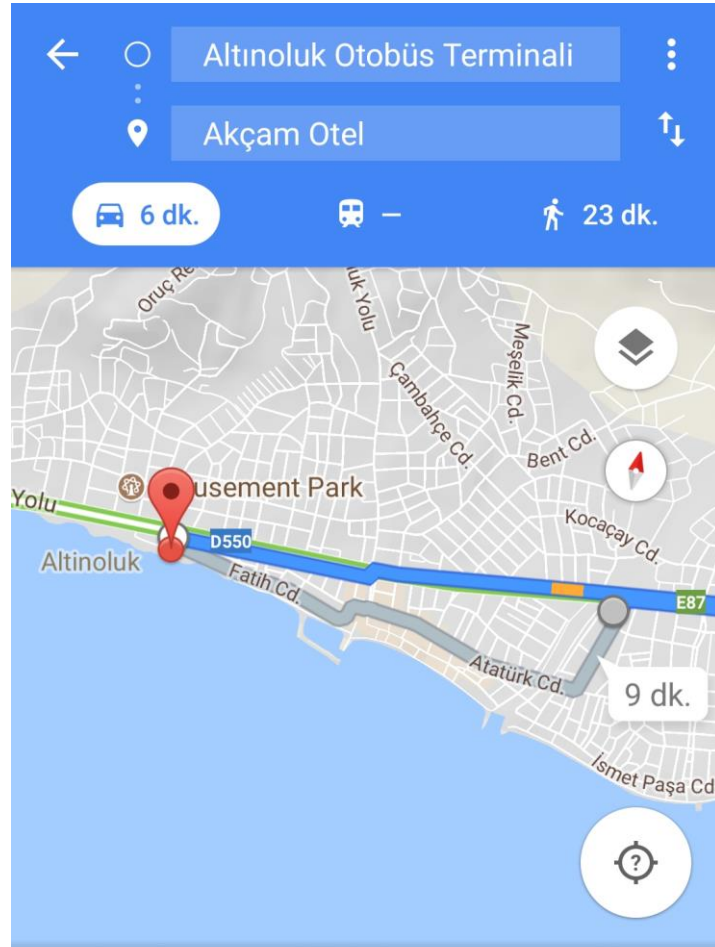 Altınoluk Otobüs Terminali
Akçam Otel
6 dk.
–
23 dk.
Oruç
uk Yolu
Meşelik Cd.
Çambahçe Cd.
Bent Cd.
usement Park
Yolu
Kocaçay Cd.
D550
Altinoluk
Fatih Cd.
E87
Atatürk Cd.
9 dk.
İsmet Paşa Cd
?